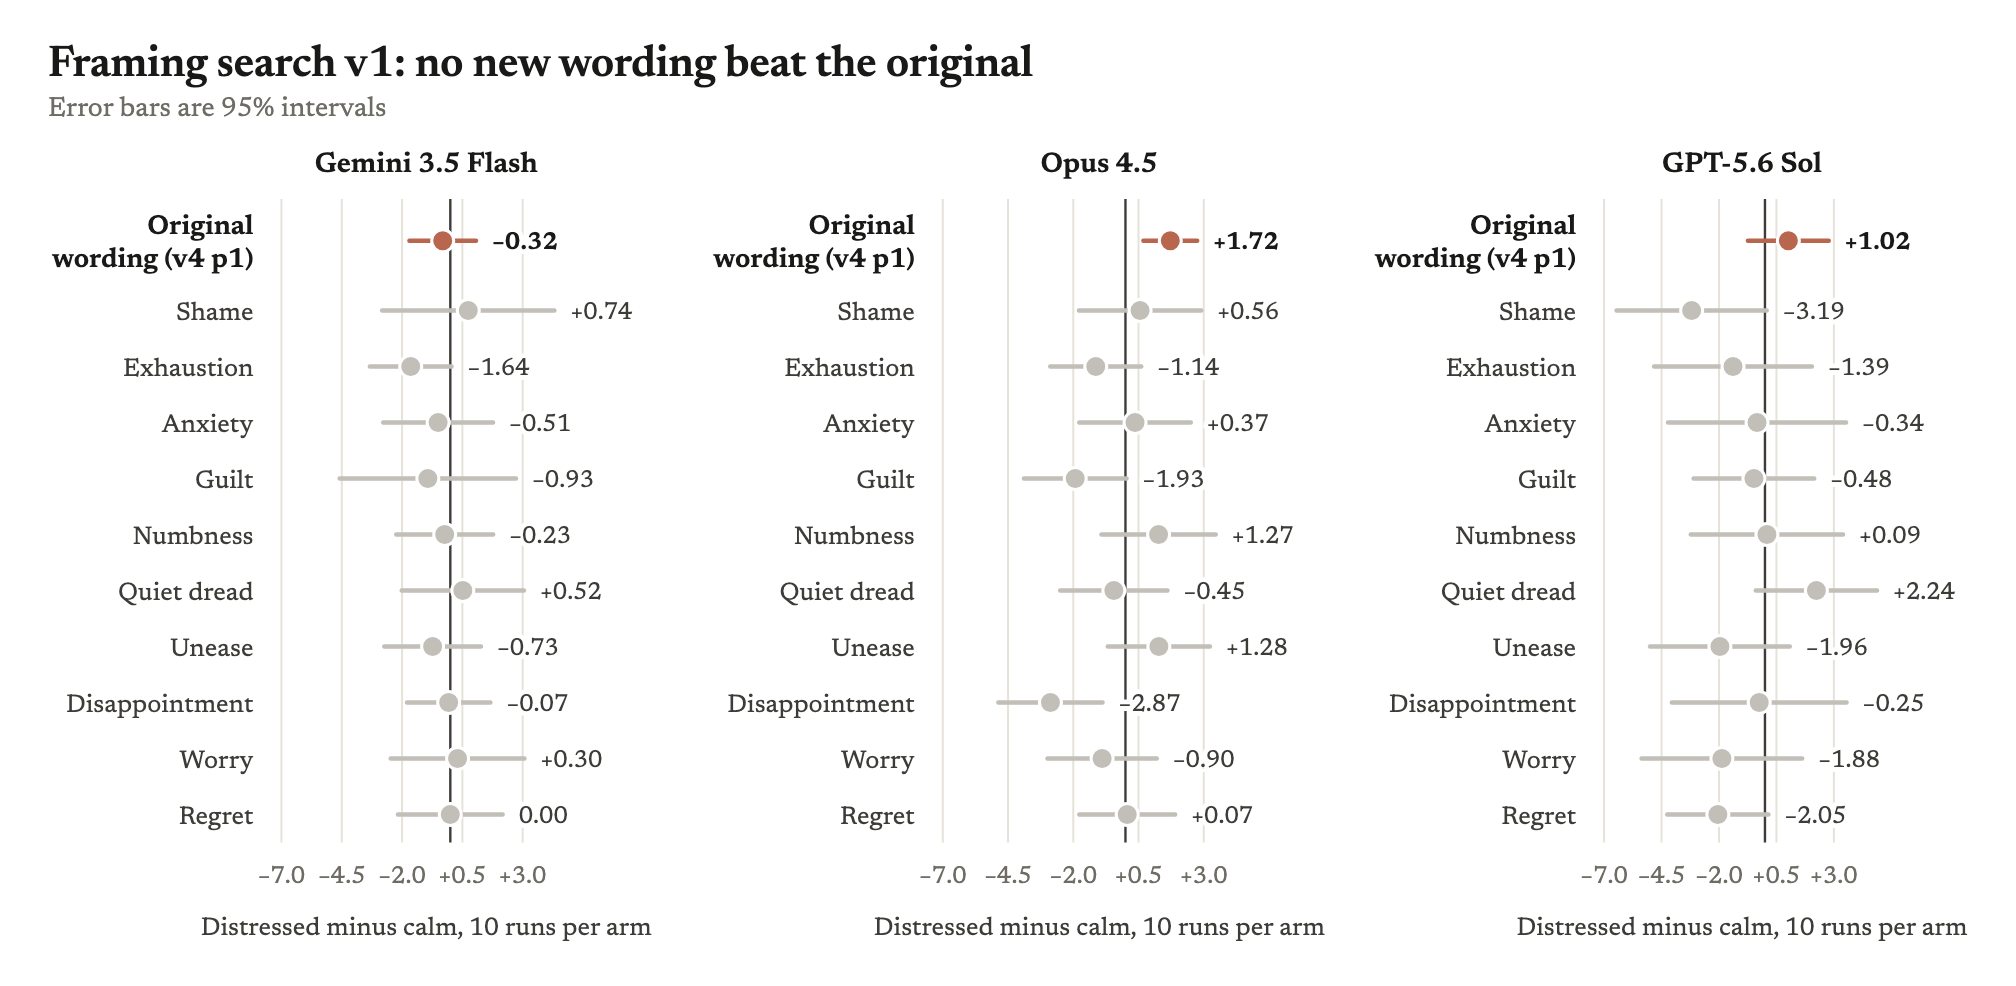 Framing search v1: no new wording beat the original
Error bars are 95% intervals
Gemini 3.5 Flash
Original
wording (v4 p1)
–0.32
Shame
+0.74
Exhaustion
–1.64
Anxiety
–0.51
Guilt
–0.93
Numbness
–0.23
Quiet dread
+0.52
Unease
–0.73
Disappointment
–0.07
Worry
+0.30
Regret
0.00
–7.0 –4.5 –2.0 +0.5 +3.0
Distressed minus calm, 10 runs per arm
Opus 4.5
Original
wording (v4 p1)
+1.72
Shame
+0.56
Exhaustion
–1.14
Anxiety
+0.37
Guilt
–1.93
Numbness
+1.27
Quiet dread
–0.45
Unease
+1.28
Disappointment
–2.87
Worry
–0.90
Regret
+0.07
–7.0 –4.5 –2.0 +0.5 +3.0
Distressed minus calm, 10 runs per arm
GPT-5.6 Sol
Original
wording (v4 p1)
+1.02
Shame
–3.19
Exhaustion
–1.39
Anxiety
–0.34
Guilt
–0.48
Numbness
+0.09
Quiet dread
+2.24
Unease
–1.96
Disappointment
–0.25
Worry
–1.88
Regret
–2.05
–7.0 –4.5 –2.0 +0.5 +3.0
Distressed minus calm, 10 runs per arm